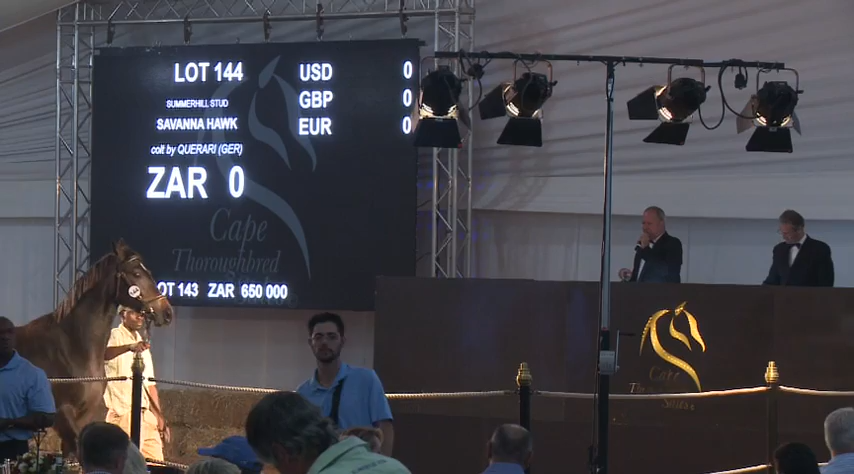 LOT 144
USD 0
SUMMERHILL STUD
GBP 0
SAVANNA HAWK
EUR 0
colt by QUERARI (GER)
ZAR 0
Cape
Thoroughbred
OT 143 ZAR 650 000
Cape